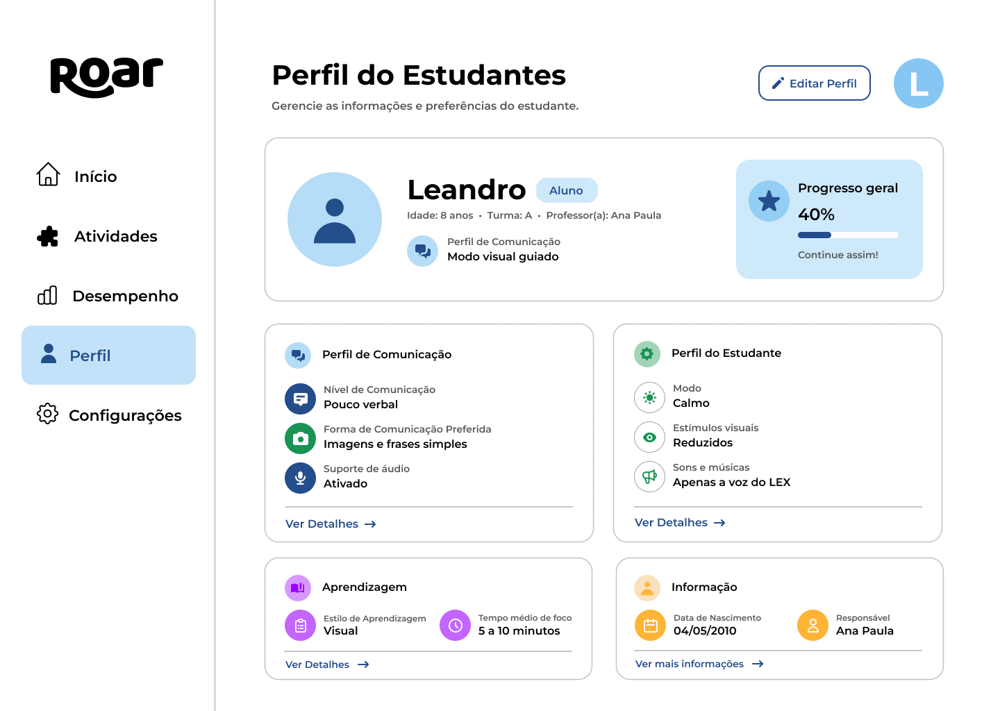 Roar
Início
Atividades
Desempenho
Perfil
Configurações
Perfil do Estudantes
Gerencie as informações e preferências do estudante.
Editar Perfil
L
Leandro
Aluno
Idade: 8 anos • Turma: A • Professor(a): Ana Paula
Perfil de Comunicação
Modo visual guiado
Progresso geral
40%
Continue assim!
Perfil de Comunicação
Nível de Comunicação
Pouco verbal
Forma de Comunicação Preferida
Imagens e frases simples
Suporte de áudio
Ativado
Ver Detalhes
Perfil do Estudante
Modo
Calmo
Estímulos visuais
Reduzidos
Sons e músicas
Apenas a voz do LEX
Ver Detalhes
Aprendizagem
Estilo de Aprendizagem
Visual
Tempo médio de foco
5 a 10 minutos
Ver Detalhes
Informação
Data de Nascimento
04/05/2010
Responsável
Ana Paula
Ver mais informações